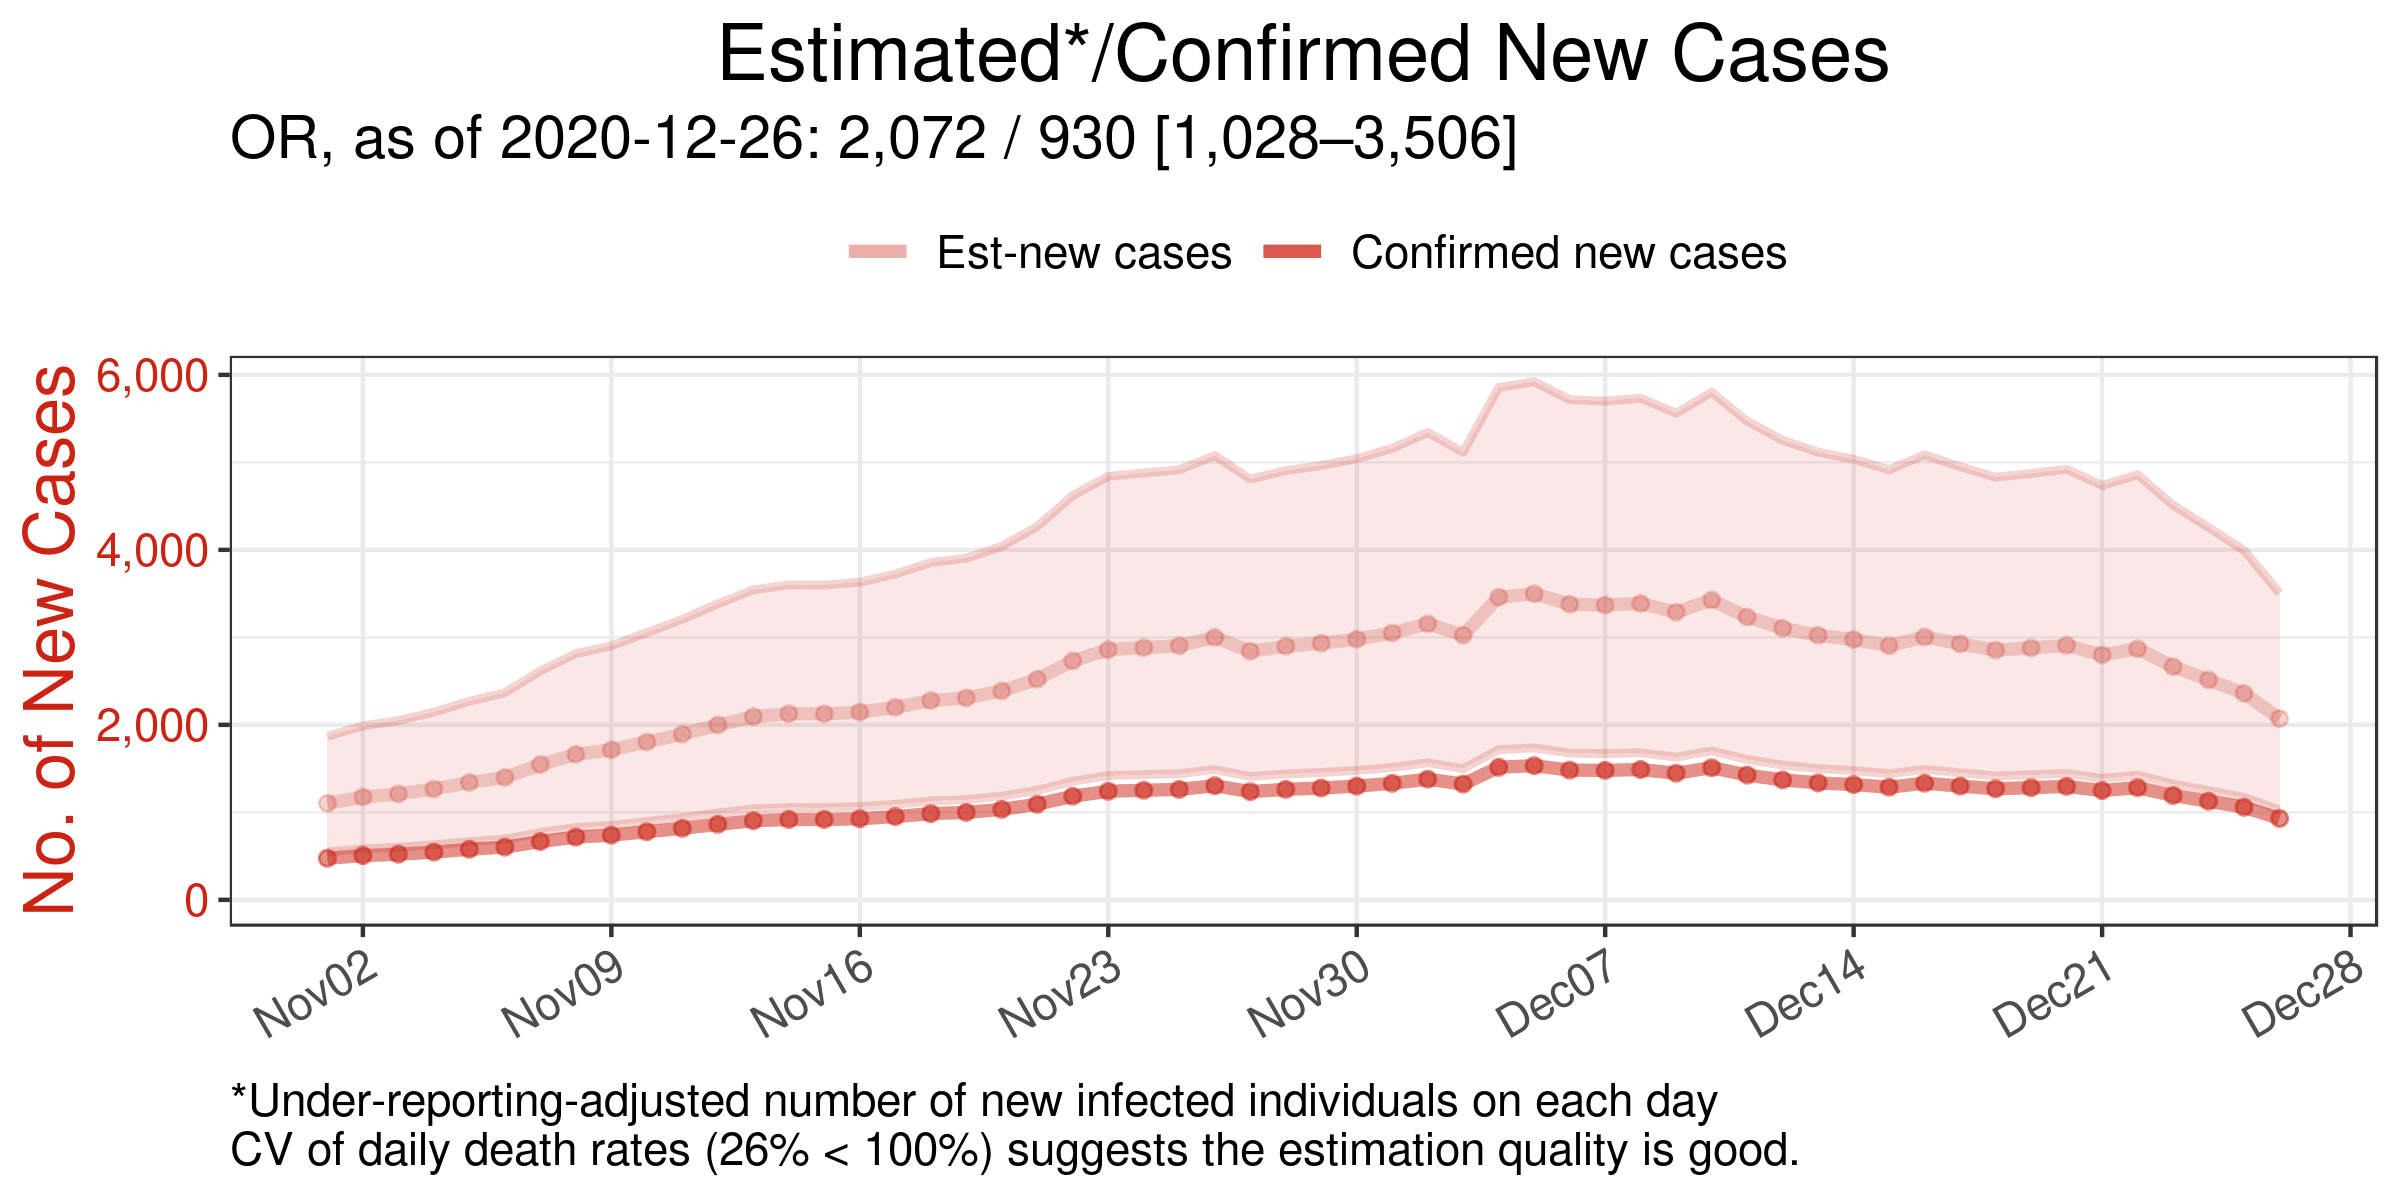 Estimated*/Confirmed New Cases
OR, as of 2020-12-26: 2,072 / 930 [1,028–3,506]
Est-new cases Confirmed new cases
No. of New Cases
6,000
4,000
2,000
0
Nov02 Nov09 Nov16 Nov23 Nov30 Dec07 Dec14 Dec21 Dec28
*Under-reporting-adjusted number of new infected individuals on each day
CV of daily death rates (26% < 100%) suggests the estimation quality is good.